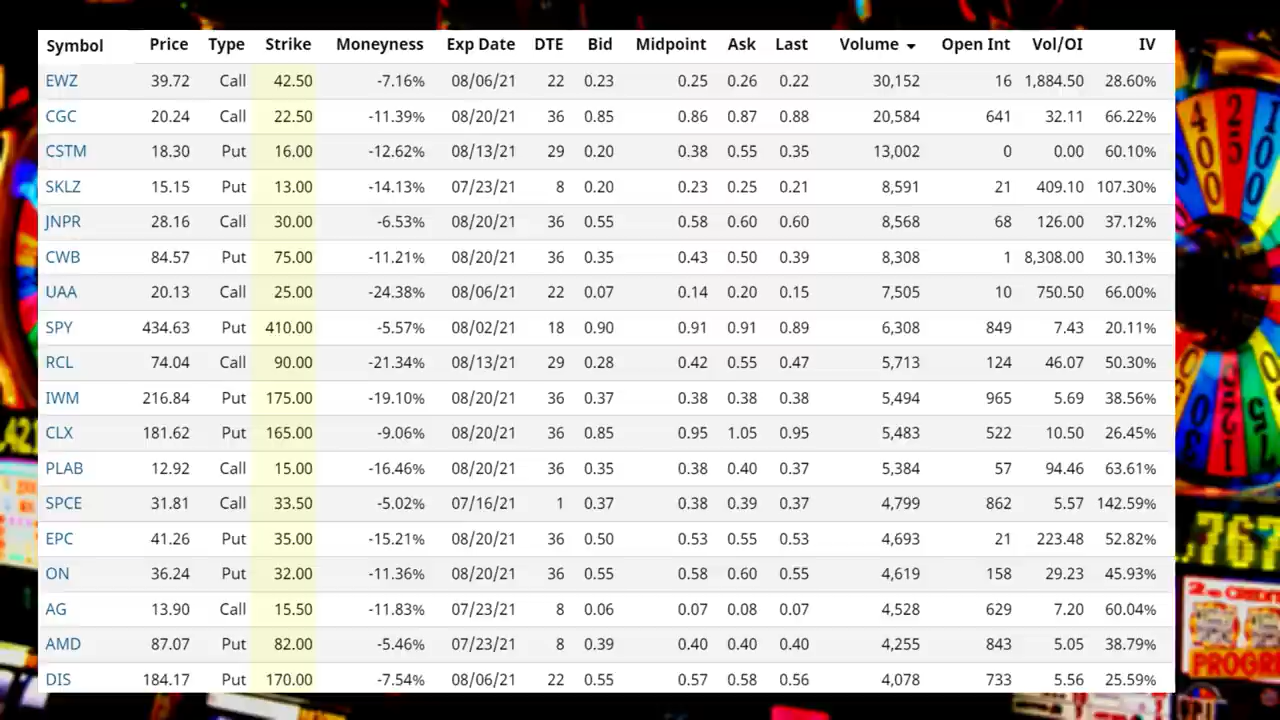 Symbol Price Type Strike Moneyness Exp Date DTE Bid Midpoint Ask Last Volume Open Int Vol/OI IV
EWZ 39.72 Call 42.50 -7.16% 08/06/21 22 0.23 0.25 0.26 0.22 30,152 16 1,884.50 28.60%
CGC 20.24 Call 22.50 -11.39% 08/20/21 36 0.85 0.86 0.87 0.88 20,584 641 32.11 66.22%
CSTM 18.30 Put 16.00 -12.62% 08/13/21 29 0.20 0.38 0.55 0.35 13,002 0 0.00 60.10%
SKLZ 15.15 Put 13.00 -14.13% 07/23/21 8 0.20 0.23 0.25 0.21 8,591 21 409.10 107.30%
JNPR 28.16 Call 30.00 -6.53% 08/20/21 36 0.55 0.58 0.60 0.60 8,568 68 126.00 37.12%
CWB 84.57 Put 75.00 -11.21% 08/20/21 36 0.35 0.43 0.50 0.39 8,308 1 8,308.00 30.13%
UAA 20.13 Call 25.00 -24.38% 08/06/21 22 0.07 0.14 0.20 0.15 7,505 10 750.50 66.00%
SPY 434.63 Put 410.00 -5.57% 08/02/21 18 0.90 0.91 0.91 0.89 6,308 849 7.43 20.11%
RCL 74.04 Call 90.00 -21.34% 08/13/21 29 0.28 0.42 0.55 0.47 5,713 124 46.07 50.30%
IWM 216.84 Put 175.00 -19.10% 08/20/21 36 0.37 0.38 0.38 0.38 5,494 965 5.69 38.56%
CLX 181.62 Put 165.00 -9.06% 08/20/21 36 0.85 0.95 1.05 0.95 5,483 522 10.50 26.45%
PLAB 12.92 Call 15.00 -16.46% 08/20/21 36 0.35 0.38 0.40 0.37 5,384 57 94.46 63.61%
SPCE 31.81 Call 33.50 -5.02% 07/16/21 1 0.37 0.38 0.39 0.37 4,799 862 5.57 142.59%
EPC 41.26 Put 35.00 -15.21% 08/20/21 36 0.50 0.53 0.55 0.53 4,693 21 223.48 52.82%
ON 36.24 Put 32.00 -11.36% 08/20/21 36 0.55 0.58 0.60 0.55 4,619 158 29.23 45.93%
AG 13.90 Call 15.50 -11.83% 07/23/21 8 0.06 0.07 0.08 0.07 4,528 629 7.20 60.04%
AMD 87.07 Put 82.00 -5.46% 07/23/21 8 0.39 0.40 0.40 0.40 4,255 843 5.05 38.79%
DIS 184.17 Put 170.00 -7.54% 08/06/21 22 0.55 0.57 0.58 0.56 4,078 733 5.56 25.59%